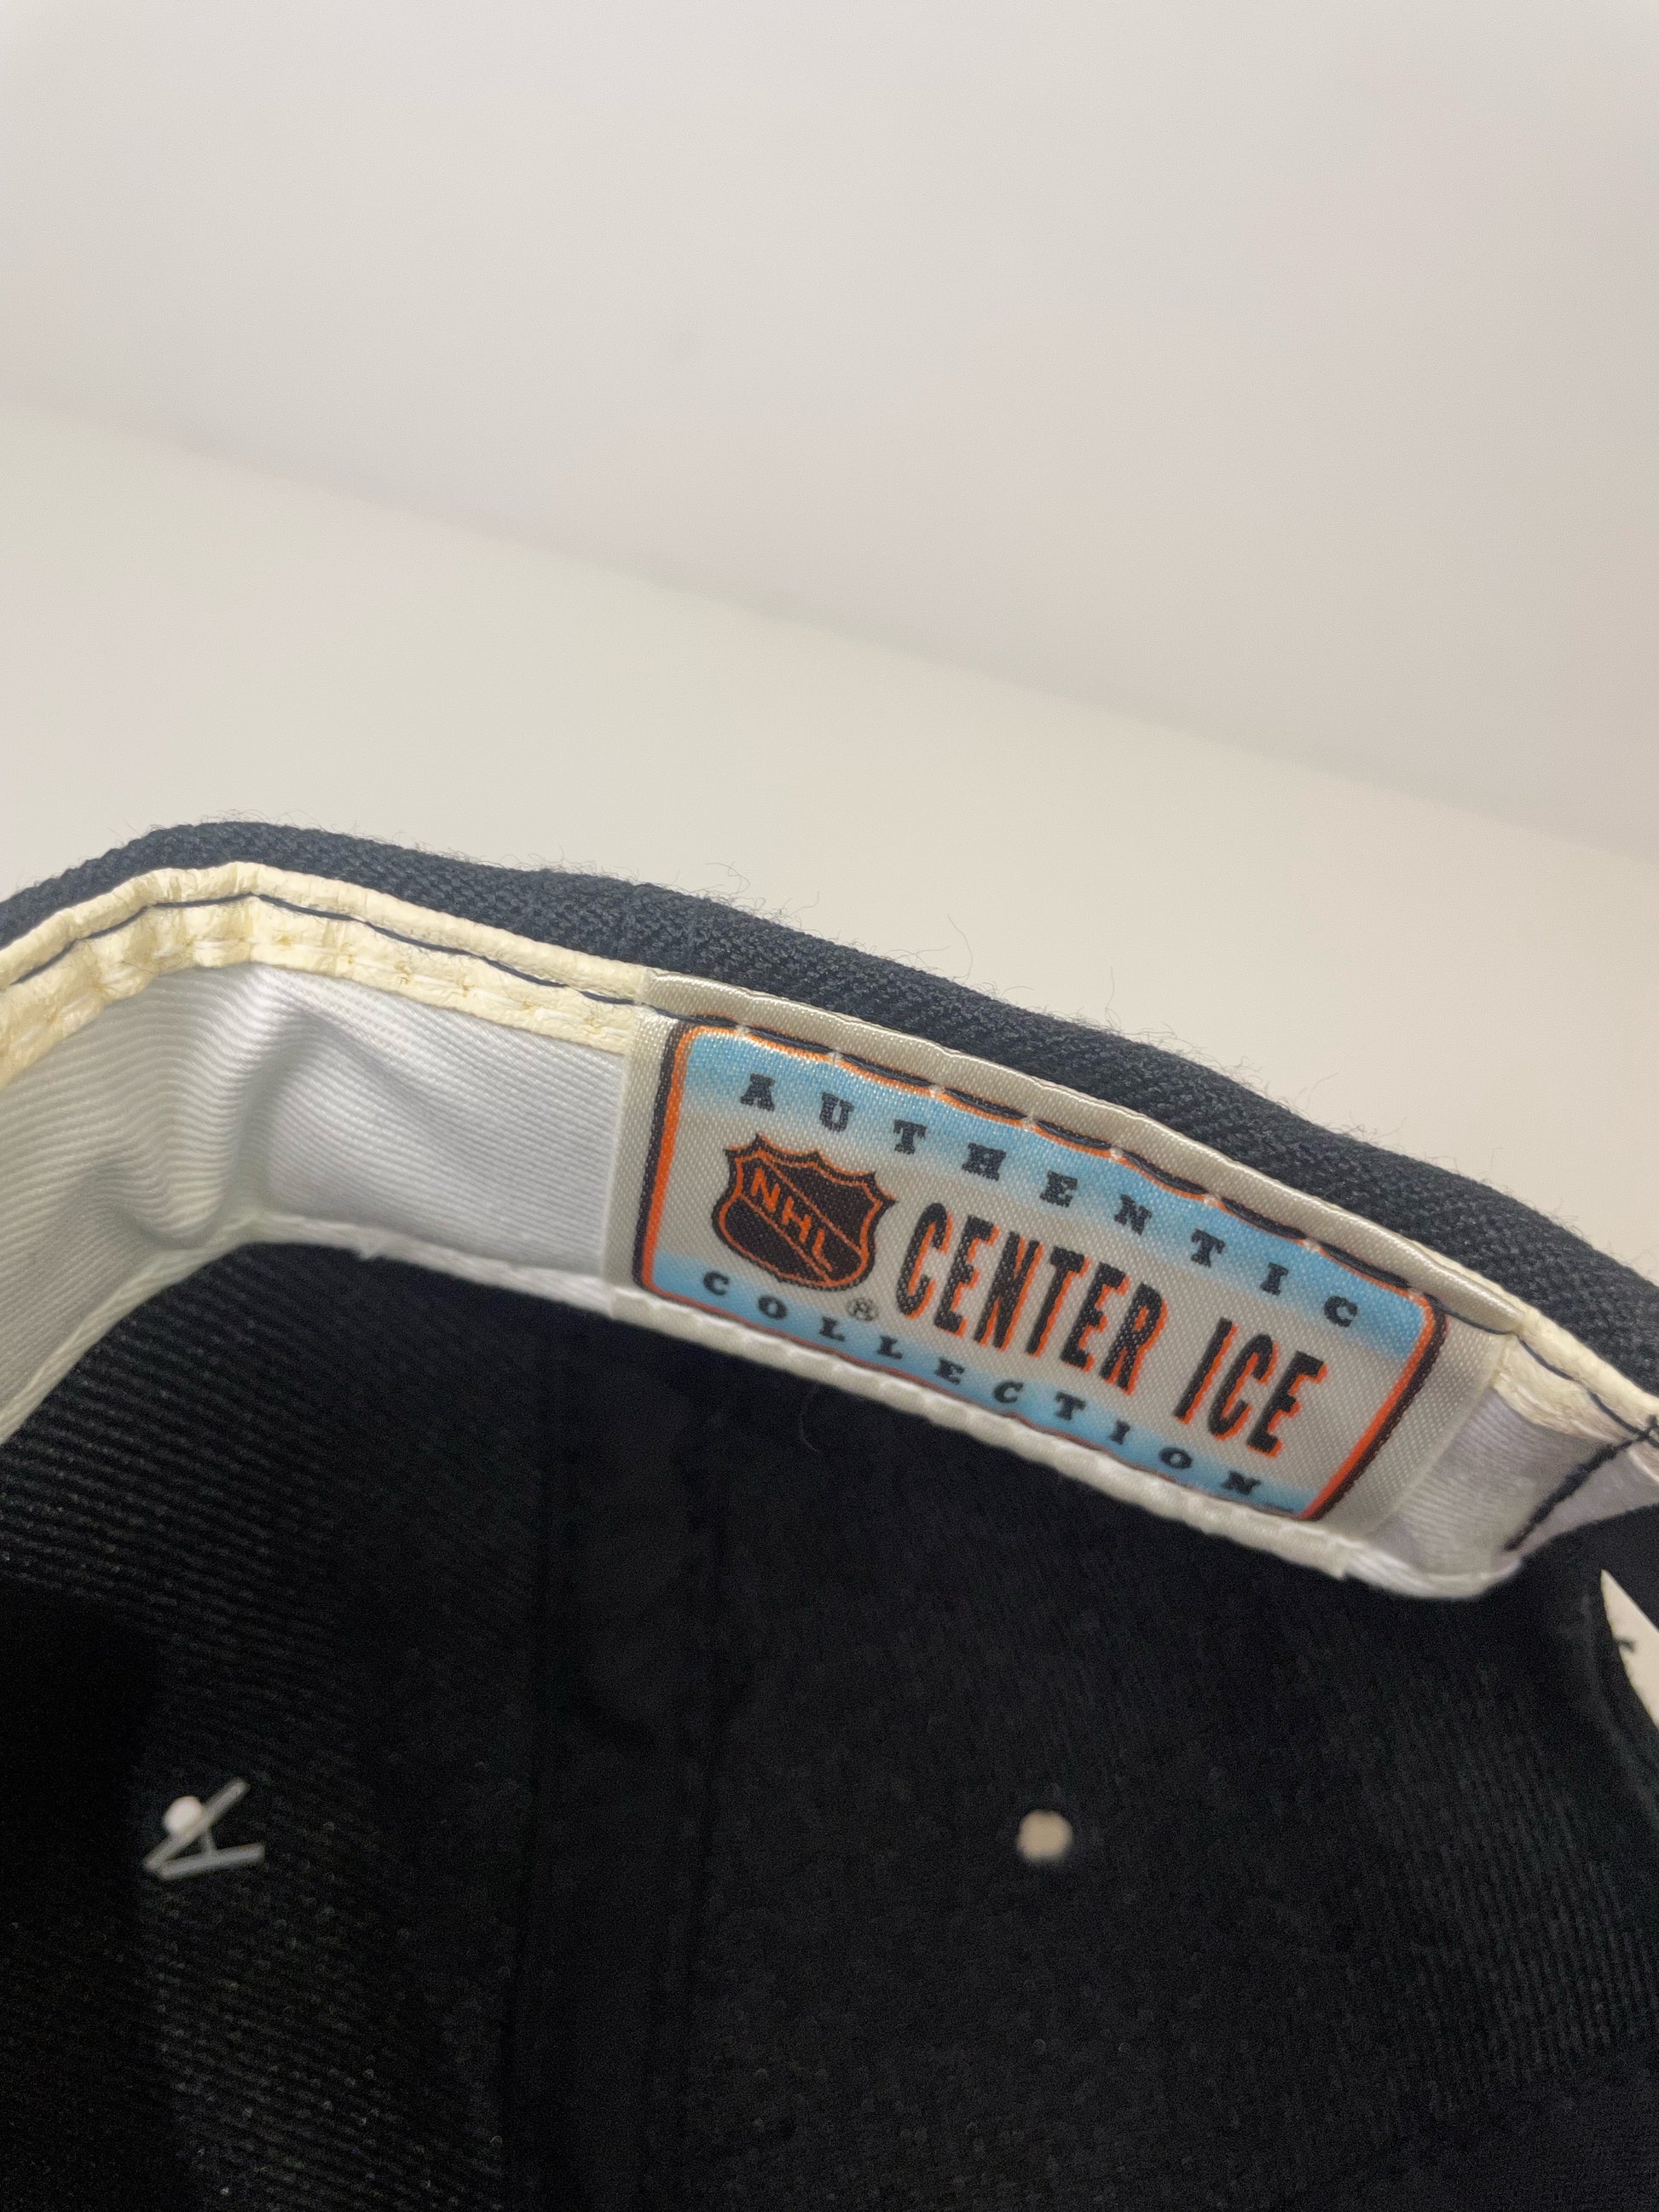 AUTHENTIC
NHL
®
CENTER ICE
COLLECTION